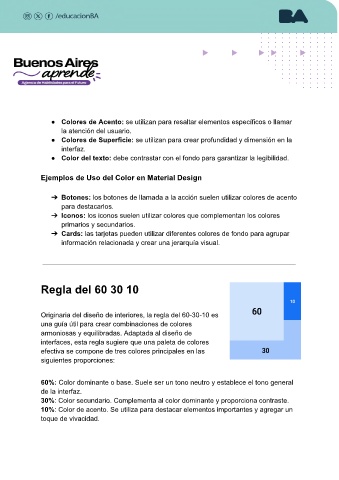 /educacionBA
BA
Buenos Aires
aprende
Agencia de Habilidades para el Futuro
● Colores de Acento: se utilizan para resaltar elementos específicos o llamar
la atención del usuario.
● Colores de Superficie: se utilizan para crear profundidad y dimensión en la
interfaz.
● Color del texto: debe contrastar con el fondo para garantizar la legibilidad.
Ejemplos de Uso del Color en Material Design
➔ Botones: los botones de llamada a la acción suelen utilizar colores de acento
para destacarlos.
➔ Iconos: los iconos suelen utilizar colores que complementan los colores
primarios y secundarios.
➔ Cards: las tarjetas pueden utilizar diferentes colores de fondo para agrupar
información relacionada y crear una jerarquía visual.
Regla del 60 30 10
Originaria del diseño de interiores, la regla del 60-30-10 es
una guía útil para crear combinaciones de colores
armoniosas y equilibradas. Adaptada al diseño de
interfaces, esta regla sugiere que una paleta de colores
efectiva se compone de tres colores principales en las
siguientes proporciones:
10
60
30
60%: Color dominante o base. Suele ser un tono neutro y establece el tono general
de la interfaz.
30%: Color secundario. Complementa al color dominante y proporciona contraste.
10%: Color de acento. Se utiliza para destacar elementos importantes y agregar un
toque de vivacidad.